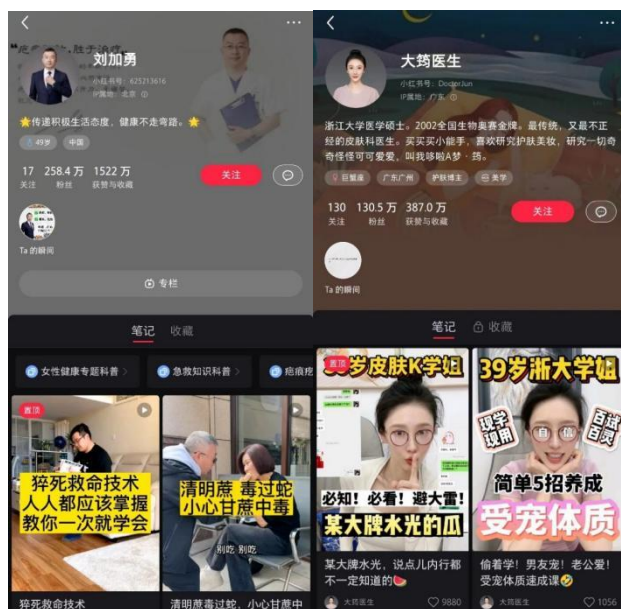 刘加勇
小红书号：625213616
IP属地：北京
🌟传递积极生活态度，健康不走弯路。🌟
49岁 中国
17 258.4万 1522万
关注 粉丝 获赞与收藏
关注
Ta 的瞬间
专栏
笔记 收藏
女性健康专题科普
急救知识科普
疤痕疙
置顶
猝死救命技术
人人都应该掌握
教你一次就学会
清明蔗 毒过蛇
小心甘蔗中毒
别吃 别吃
猝死救命技术
清明蔗毒过蛇，小心甘蔗中
大筠医生
小红书号：DoctorJun
IP属地：广东
浙江大学医学硕士。2002全国生物奥赛金牌。最传统，又最不正
经的皮肤科医生。买买买小能手，喜欢研究护肤美妆，研究一切奇
奇怪怪可可爱爱，叫我哆啦A梦·筠。
巨蟹座 广东广州 护肤博主 美学
130 130.5万 387.0万
关注 粉丝 获赞与收藏
关注
Ta 的瞬间
笔记 收藏
置顶
岁皮肤K学姐
必知！必看！避大雷！
某大牌水光的瓜
39岁浙大学姐
现学
现用
自信
百试
百灵
简单5招养成
受宠体质
某大牌水光，说点儿内行都
不一定知道的🍉
大筠医生 9880
偷着学！男友宠！老公爱！
受宠体质速成课🤣
大筠医生 1056